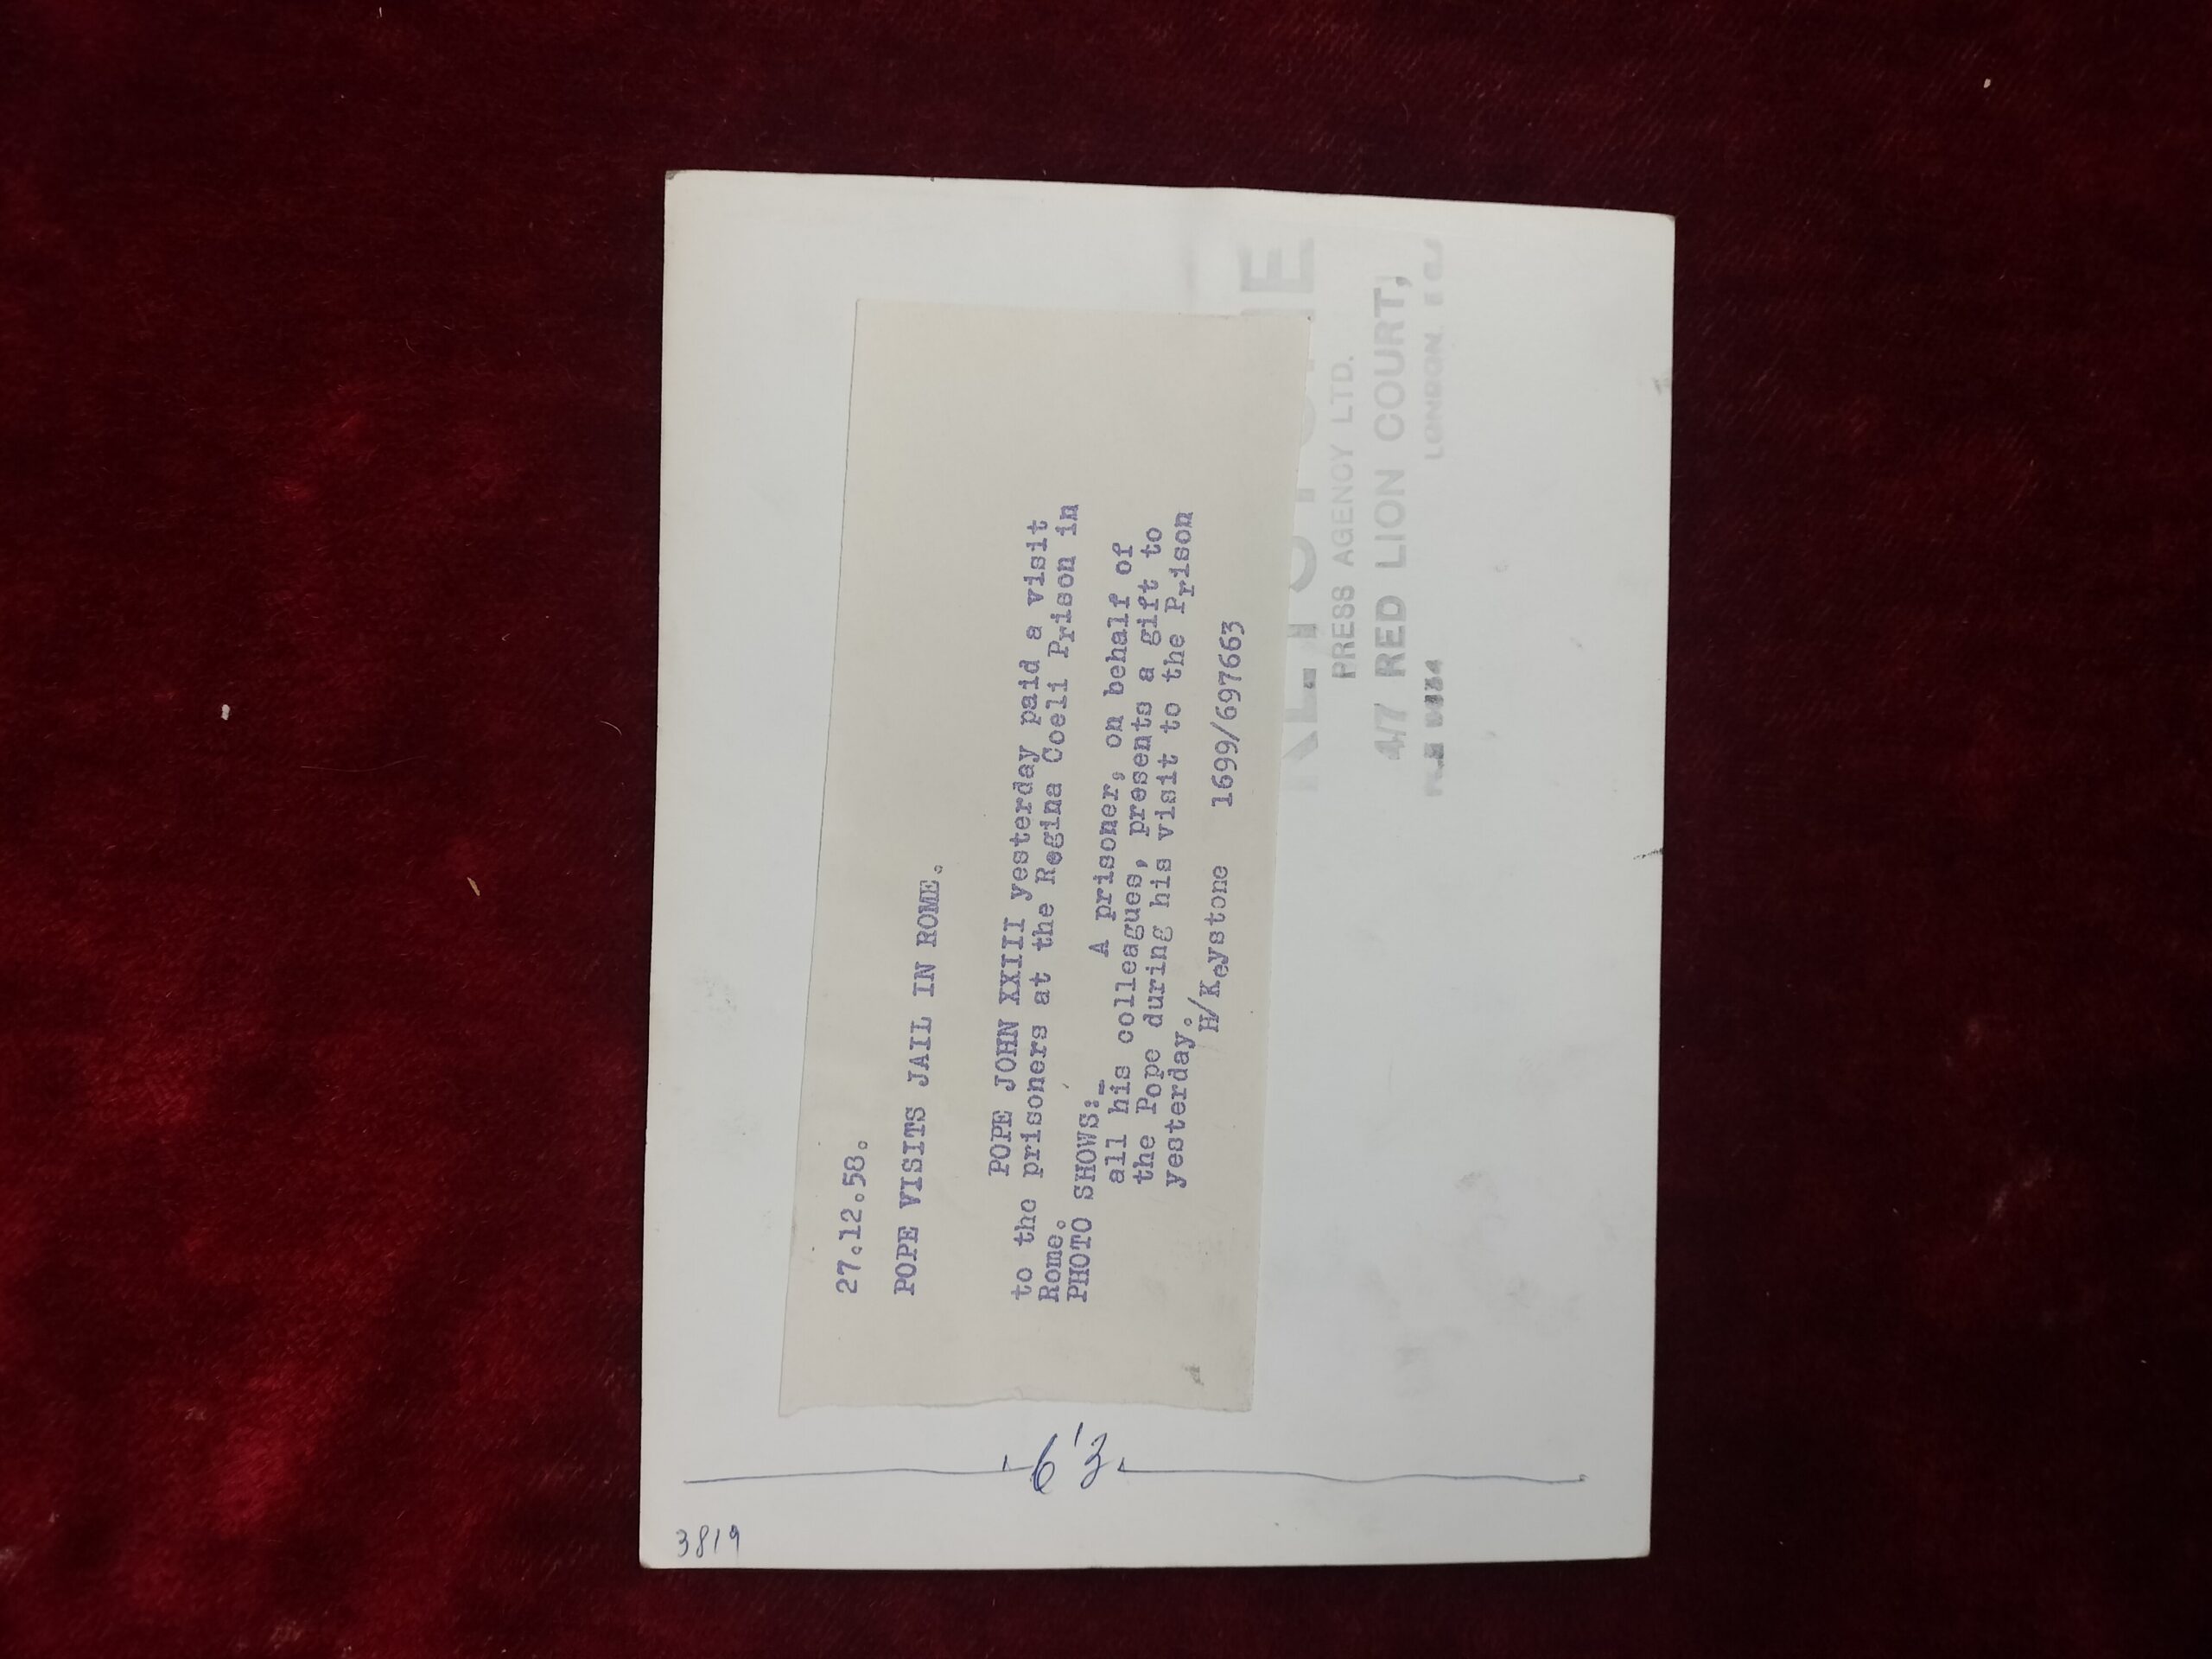 27.12.58.
POPE VISITS JAIL IN ROME.
POPE JOHN XXIII yesterday paid a visit
to the prisoners at the Regina Coeli Prison in
Rome.
PHOTO SHOWS:- A prisoner, on behalf of
all his colleagues, presents a gift to
the Pope during his visit to the Prison
yesterday.
H/Keystone 1699/697663
PRESS AGENCY LTD.
4/7 RED LION COURT,
LONDON.
6'3
3819